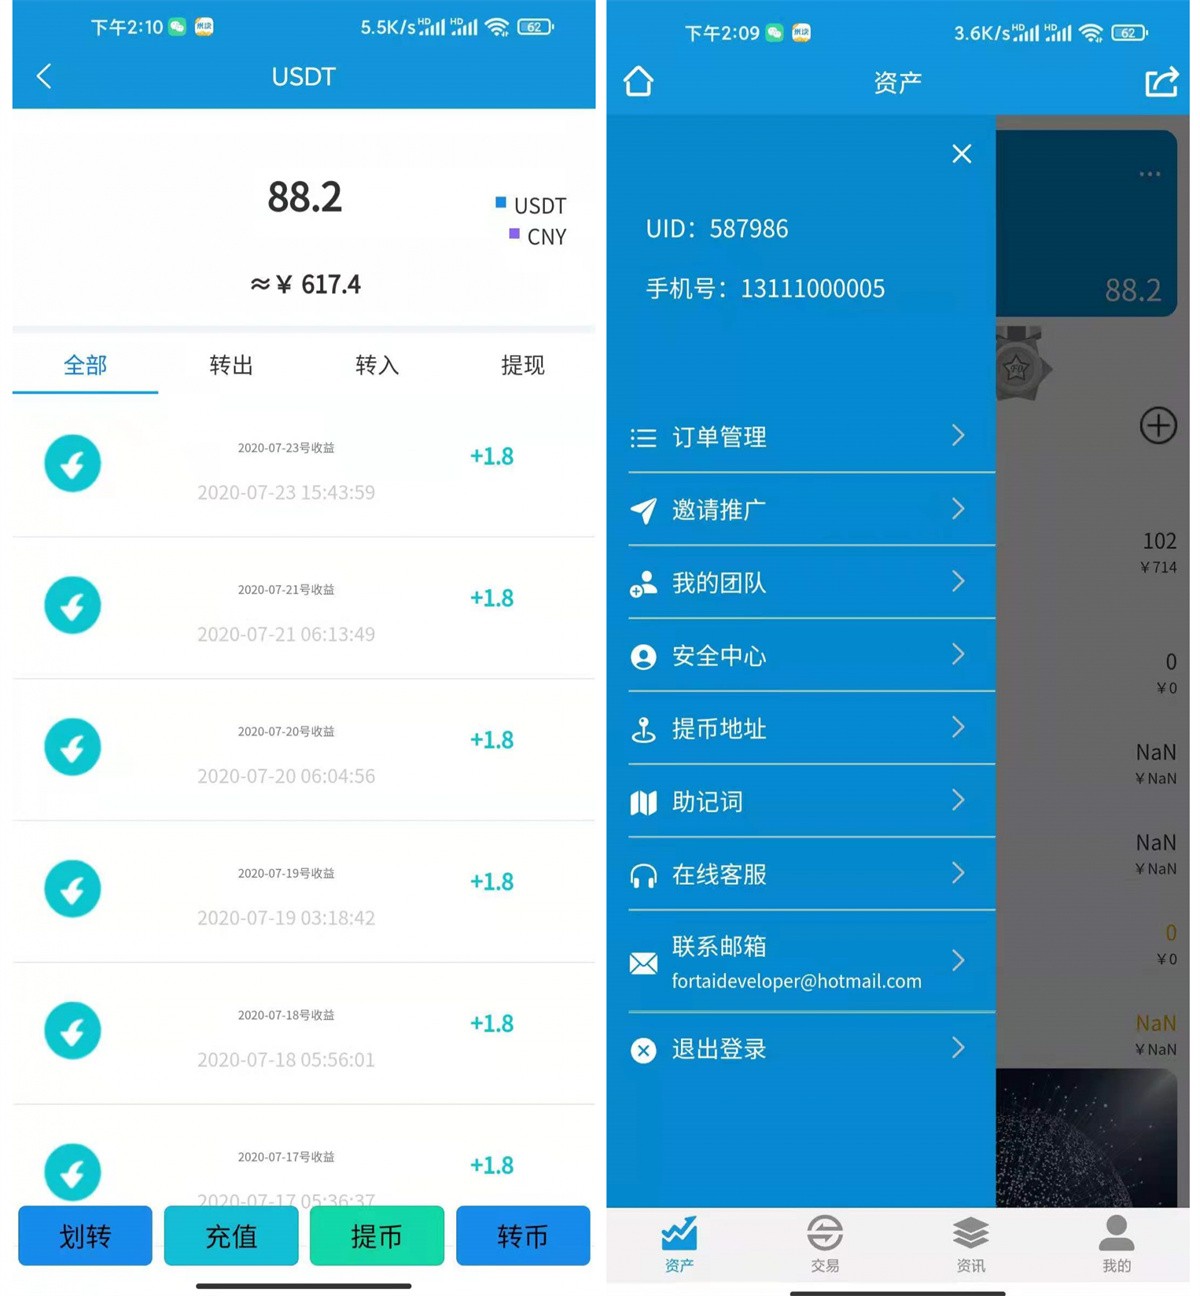 下午2:10
5.5K/s
HD
HD
62
USDT
88.2
USDT
CNY
≈¥ 617.4
全部
转出
转入
提现
2020-07-23号收益
+1.8
2020-07-23 15:43:59
2020-07-21号收益
+1.8
2020-07-21 06:13:49
2020-07-20号收益
+1.8
2020-07-20 06:04:56
2020-07-19号收益
+1.8
2020-07-19 03:18:42
2020-07-18号收益
+1.8
2020-07-18 05:56:01
2020-07-17号收益
+1.8
2020-07-17 05:36:37
划转
充值
提币
转币
下午2:09
3.6K/s
HD
HD
62
资产
UID：587986
手机号：13111000005
88.2
订单管理
邀请推广
我的团队
安全中心
提币地址
助记词
在线客服
联系邮箱
fortaideveloper@hotmail.com
退出登录
102
¥714
0
¥0
NaN
¥NaN
NaN
¥NaN
0
¥0
NaN
¥NaN
资产
交易
资讯
我的